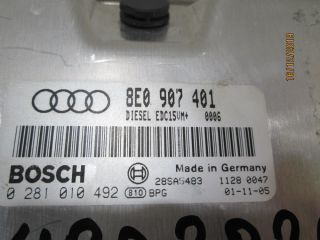 8E0 907 401
DIESEL EDC15VM+ 0006
Made in Germany
BOSCH
28SA5483 1128 0047
0 281 010 492 810 BPG 01-11-05